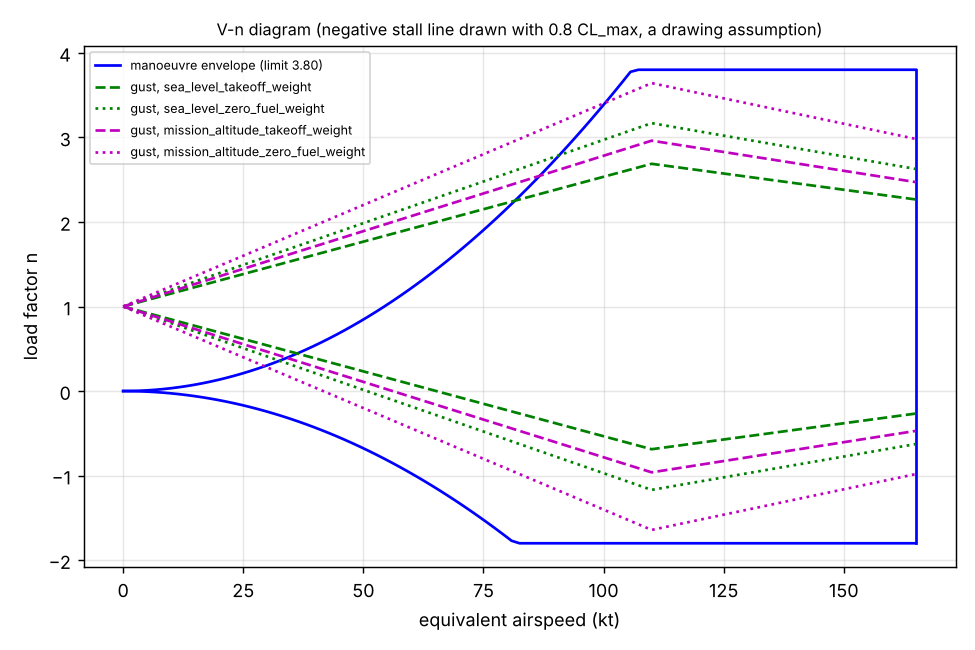 V-n diagram (negative stall line drawn with 0.8 CL_max, a drawing assumption)
manoeuvre envelope (limit 3.80)
gust, sea_level_takeoff_weight
gust, sea_level_zero_fuel_weight
gust, mission_altitude_takeoff_weight
gust, mission_altitude_zero_fuel_weight
load factor n
4
3
2
1
0
−1
−2
0 25 50 75 100 125 150
equivalent airspeed (kt)